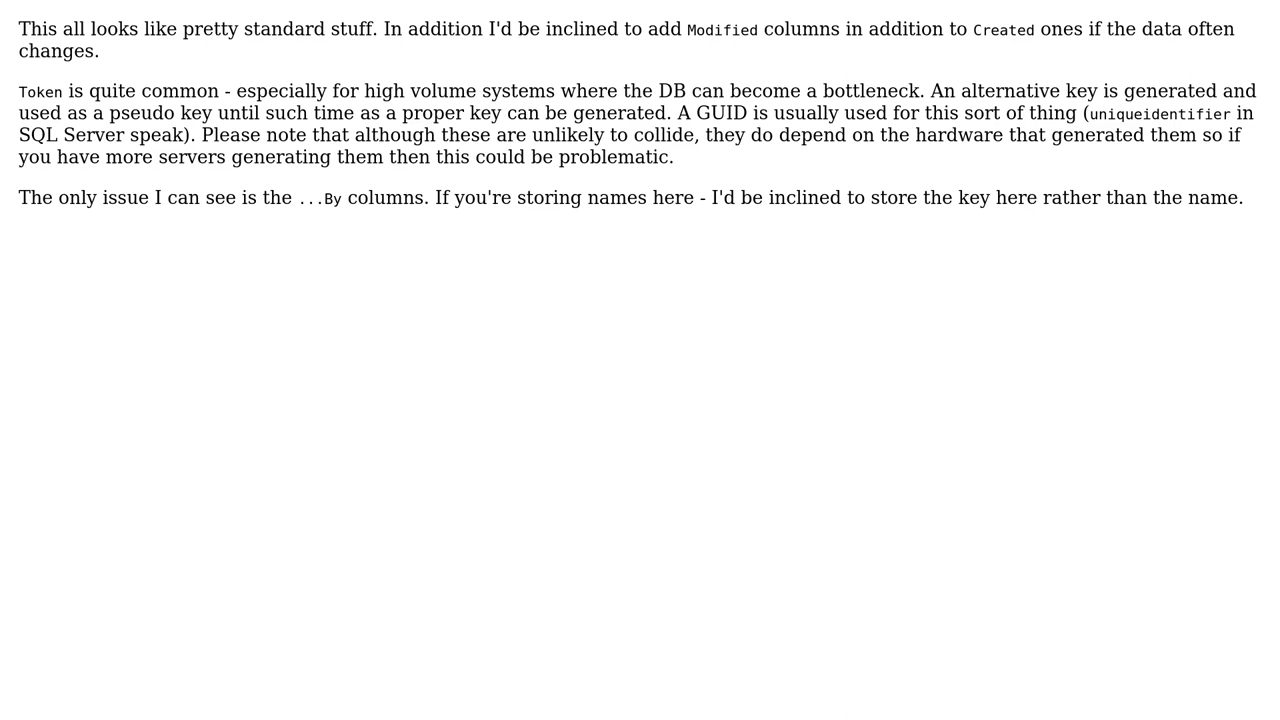 This all looks like pretty standard stuff. In addition I'd be inclined to add Modified columns in addition to Created ones if the data often
changes.
Token is quite common - especially for high volume systems where the DB can become a bottleneck. An alternative key is generated and
used as a pseudo key until such time as a proper key can be generated. A GUID is usually used for this sort of thing (uniqueidentifier in
SQL Server speak). Please note that although these are unlikely to collide, they do depend on the hardware that generated them so if
you have more servers generating them then this could be problematic.
The only issue I can see is the ...By columns. If you're storing names here - I'd be inclined to store the key here rather than the name.